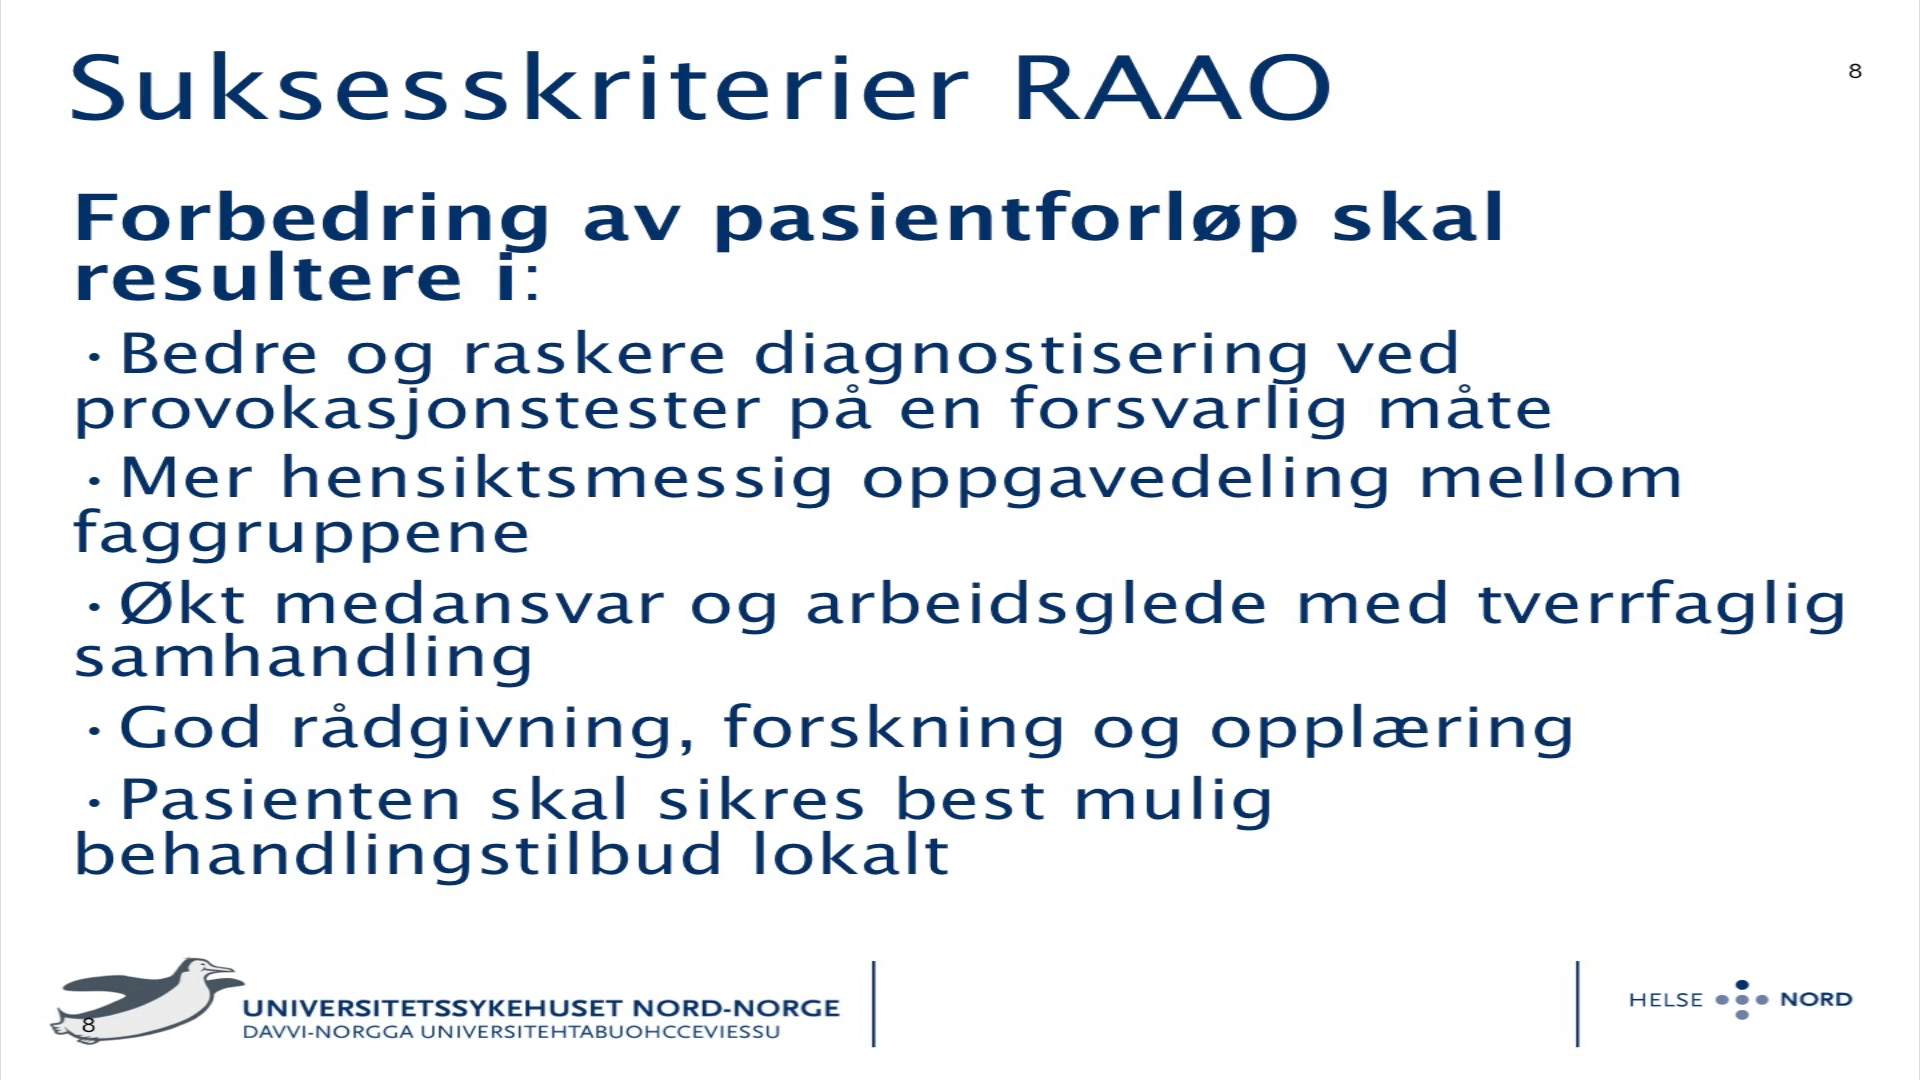 Suksesskriterier RAAO
8
Forbedring av pasientforløp skal
resultere i:
· Bedre og raskere diagnostisering ved
provokasjonstester på en forsvarlig måte
· Mer hensiktsmessig oppgavedeling mellom
faggruppene
· Økt medansvar og arbeidsglede med tverrfaglig
samhandling
· God rådgivning, forskning og opplæring
· Pasienten skal sikres best mulig
behandlingstilbud lokalt
8
UNIVERSITETSSYKEHUSET NORD-NORGE
DAVVI-NORGGA UNIVERSITEHTABUOHCCEVIESSU
HELSE NORD